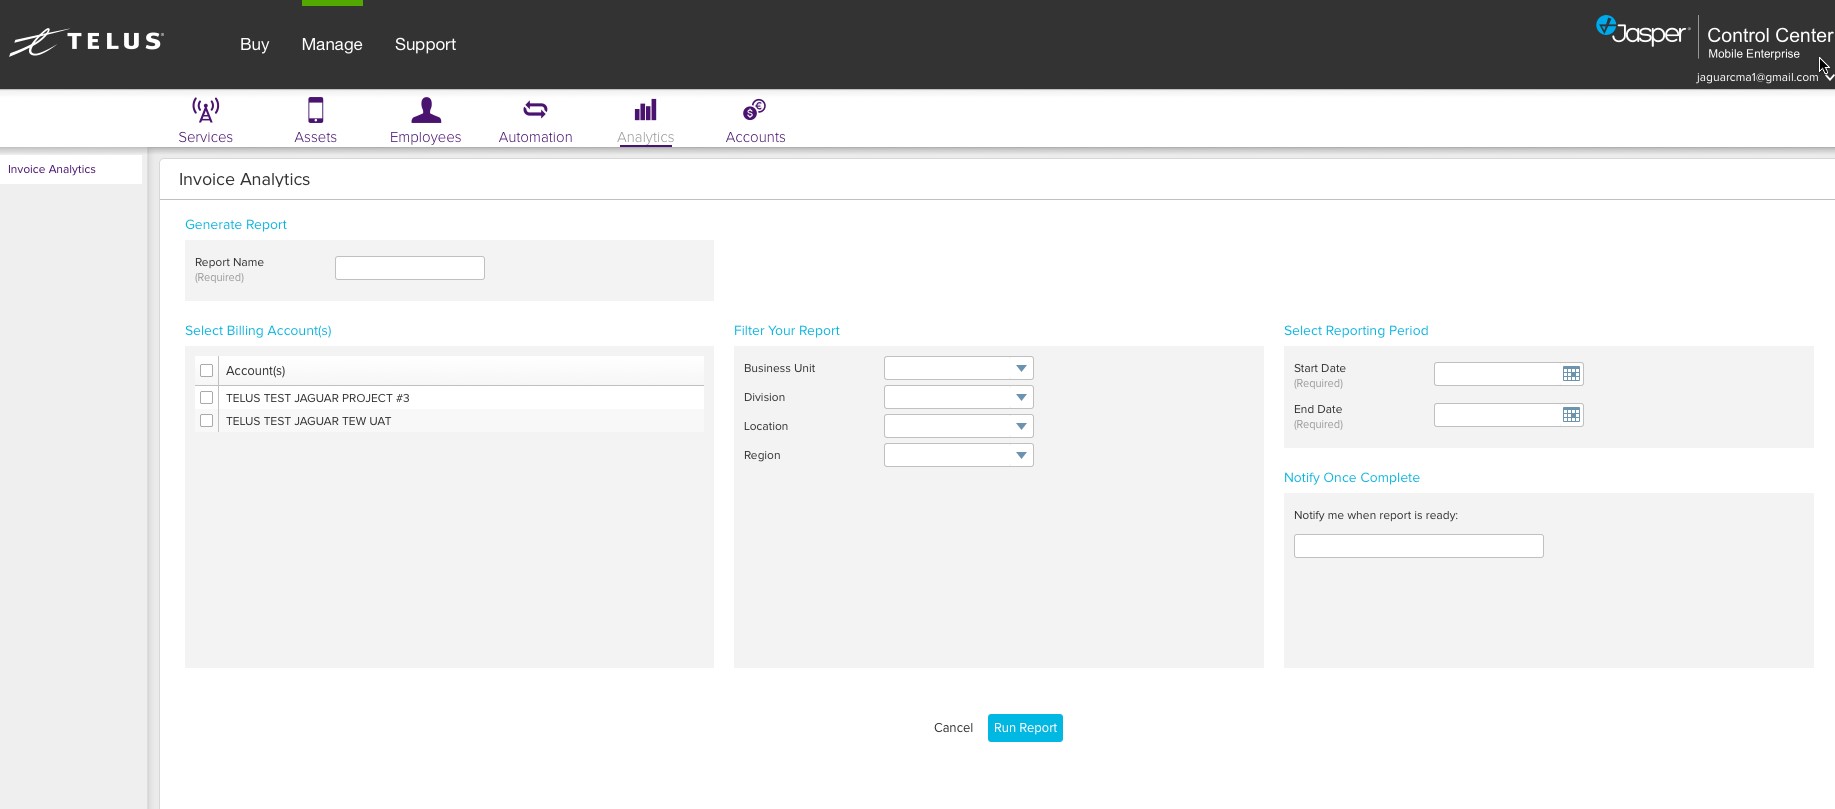 TELUS
Buy
Manage
Support
Jasper
Control Center
Mobile Enterprise
jaguarcma1@gmail.com
Services
Assets
Employees
Automation
Analytics
Accounts
Invoice Analytics
Invoice Analytics
Generate Report
Report Name
(Required)
Select Billing Account(s)
Account(s)
TELUS TEST JAGUAR PROJECT #3
TELUS TEST JAGUAR TEW UAT
Filter Your Report
Business Unit
Division
Location
Region
Select Reporting Period
Start Date
(Required)
End Date
(Required)
Notify Once Complete
Notify me when report is ready:
Cancel
Run Report